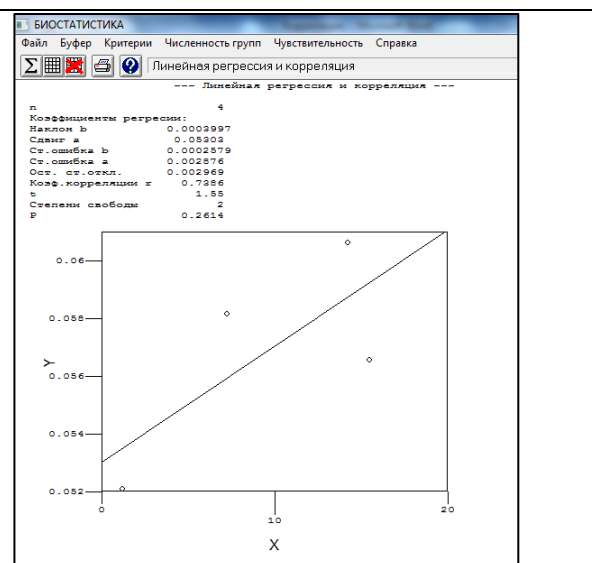 БИОСТАТИСТИКА
Файл Буфер Критерии Численность групп Чувствительность Справка
Линейная регрессия и корреляция
--- Линейная регрессия и корреляция ---
n 4
Коэффициенты регресии:
Наклон b 0.0003997
Сдвиг a 0.05303
Ст.ошибка b 0.0002579
Ст.ошибка a 0.002876
Ост. ст.откл. 0.002969
Коэф.корреляции r 0.7386
t 1.55
Степени свободы 2
P 0.2614
0.06
0.058
Y
0.056
0.054
0.052
0 10 20
X